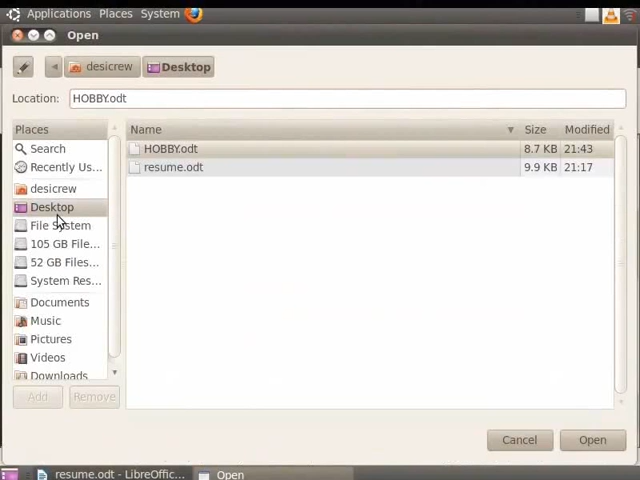 Applications Places System
Open
desicrew Desktop
Location: HOBBY.odt
Places Name Size Modified
Search HOBBY.odt 8.7 KB 21:43
Recently Us... resume.odt 9.9 KB 21:17
desicrew
Desktop
File System
105 GB File...
52 GB Files...
System Res...
Documents
Music
Pictures
Videos
Downloads
Add Remove Cancel Open
resume.odt - LibreOffic... Open